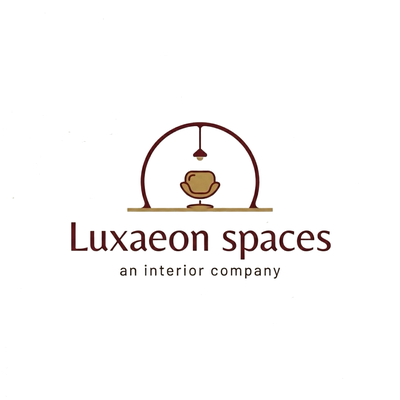 Luxaeon spaces
an interior company